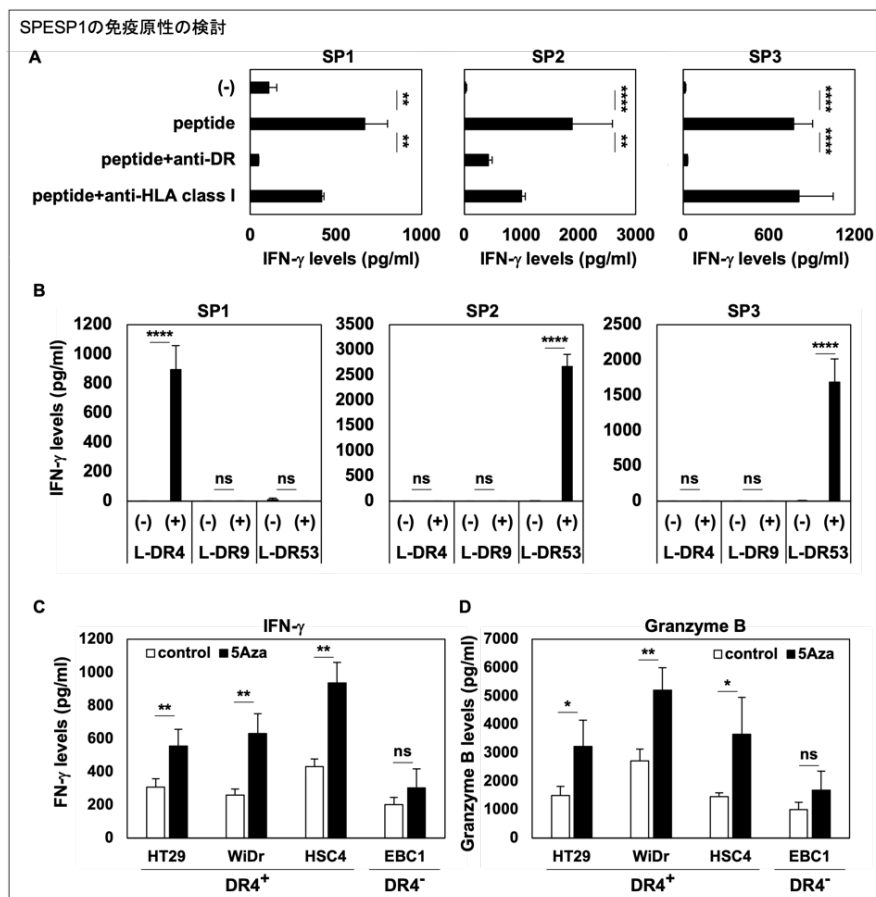 SPESP1の免疫原性の検討
A
SP1 SP2 SP3
(-)
peptide
peptide+anti-DR
peptide+anti-HLA class I
** **** ****
** ** ****
0 500 1000 0 1000 2000 3000 0 600 1200
IFN-γ levels (pg/ml) IFN-γ levels (pg/ml) IFN-γ levels (pg/ml)
B
SP1 SP2 SP3
IFN-γ levels (pg/ml)
1200 3500 2500
1000 3000 2000
800 2500 1500
600 2000 1000
400 1500 500
200 1000 0
0 500
0
**** ns ns ns ns **** ns ns ****
(-) (+) (-) (+) (-) (+) (-) (+) (-) (+) (-) (+) (-) (+) (-) (+) (-) (+)
L-DR4 L-DR9 L-DR53 L-DR4 L-DR9 L-DR53 L-DR4 L-DR9 L-DR53
C
IFN-γ
FN-γ levels (pg/ml)
1200
1000
800
600
400
200
0
control 5Aza
** ** ** ns
HT29 WiDr HSC4 EBC1
DR4+ DR4-
D
Granzyme B
Granzyme B levels (pg/ml)
7000
6000
5000
4000
3000
2000
1000
0
control 5Aza
* ** * ns
HT29 WiDr HSC4 EBC1
DR4+ DR4-